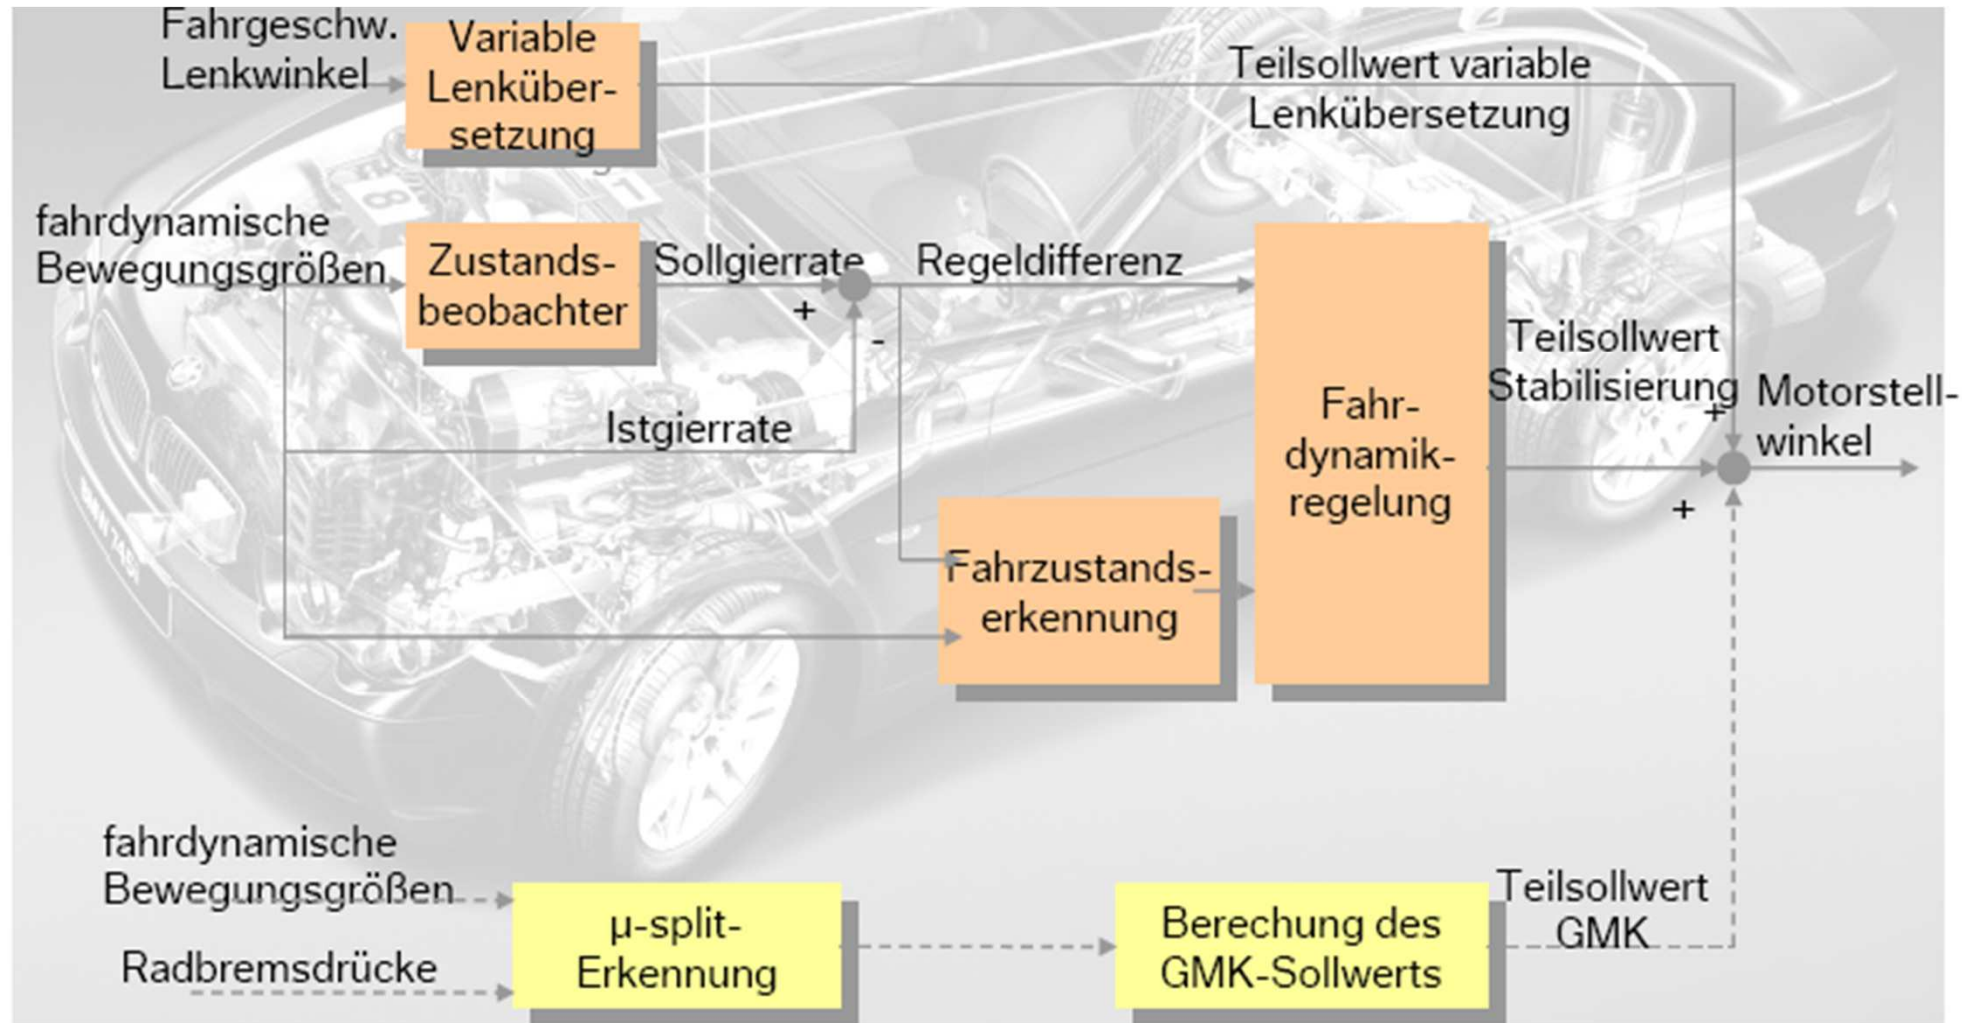 Fahrgeschw.
Lenkwinkel
Variable
Lenküber-
setzung
Teilsollwert variable
Lenkübersetzung
fahrdynamische
Bewegungsgrößen
Zustands-
beobachter
Sollgierrate
+
-
Regeldifferenz
Istgierrate
Fahrzustands-
erkennung
Fahr-
dynamik-
regelung
Teilsollwert
Stabilisierung
+
+
Motorstell-
winkel
fahrdynamische
Bewegungsgrößen
Radbremsdrücke
µ-split-
Erkennung
Berechung des
GMK-Sollwerts
Teilsollwert
GMK